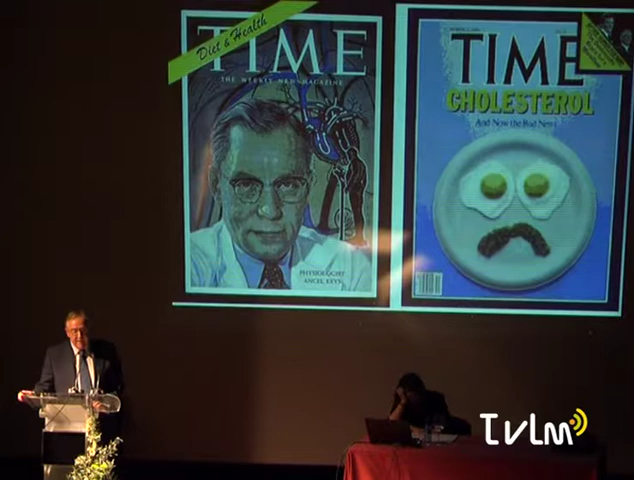 Diet & Health
TIME
THE WEEKLY NEWSMAGAZINE
PHYSIOLOGIST
ANCEL KEYS
TIME
CHOLESTEROL
And Now the Bad News
TVLM